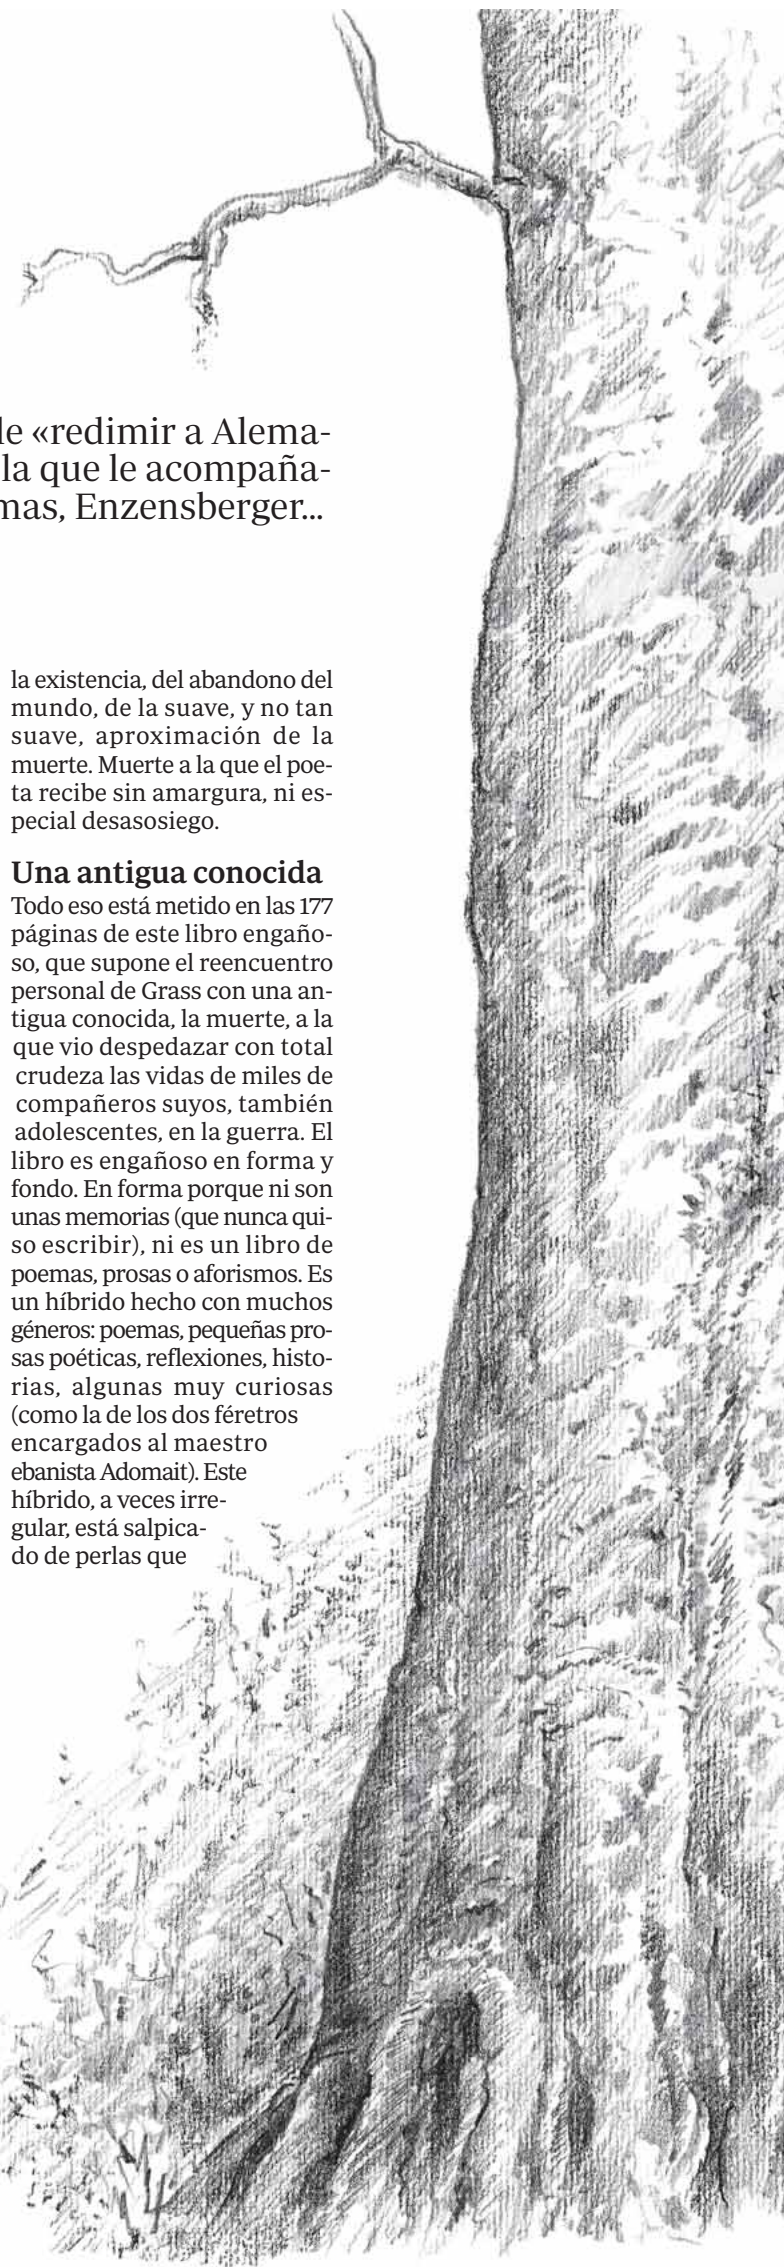 le «redimir a Alema-
la que le acompaña-
mas, Enzensberger...
la existencia, del abandono del
mundo, de la suave, y no tan
suave, aproximación de la
muerte. Muerte a la que el poe-
ta recibe sin amargura, ni es-
pecial desasosiego.
Una antigua conocida
Todo eso está metido en las 177
páginas de este libro engaño-
so, que supone el reencuentro
personal de Grass con una an-
tigua conocida, la muerte, a la
que vio despedazar con total
crudeza las vidas de miles de
compañeros suyos, también
adolescentes, en la guerra. El
libro es engañoso en forma y
fondo. En forma porque ni son
unas memorias (que nunca qui-
so escribir), ni es un libro de
poemas, prosas o aforismos. Es
un híbrido hecho con muchos
géneros: poemas, pequeñas pro-
sas poéticas, reflexiones, histo-
rias, algunas muy curiosas
(como la de los dos féretros
encargados al maestro
ebanista Adomait). Este
híbrido, a veces irre-
gular, está salpica-
do de perlas que